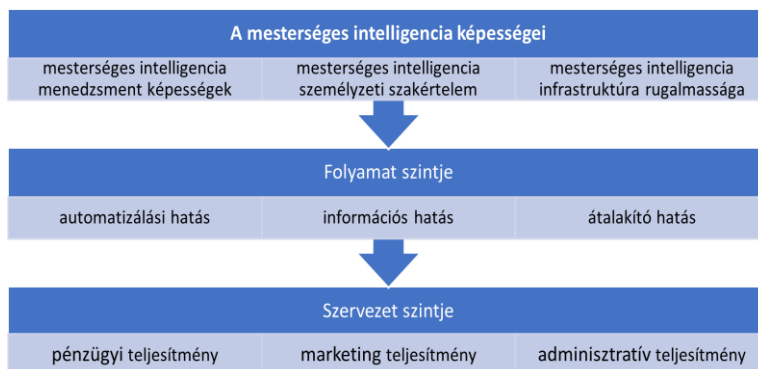 A mesterséges intelligencia képességei
mesterséges intelligencia
menedzsment képességek
mesterséges intelligencia
személyzeti szakértelem
mesterséges intelligencia
infrastruktúra rugalmassága
Folyamat szintje
automatizálási hatás
információs hatás
átalakító hatás
Szervezet szintje
pénzügyi teljesítmény
marketing teljesítmény
adminisztratív teljesítmény